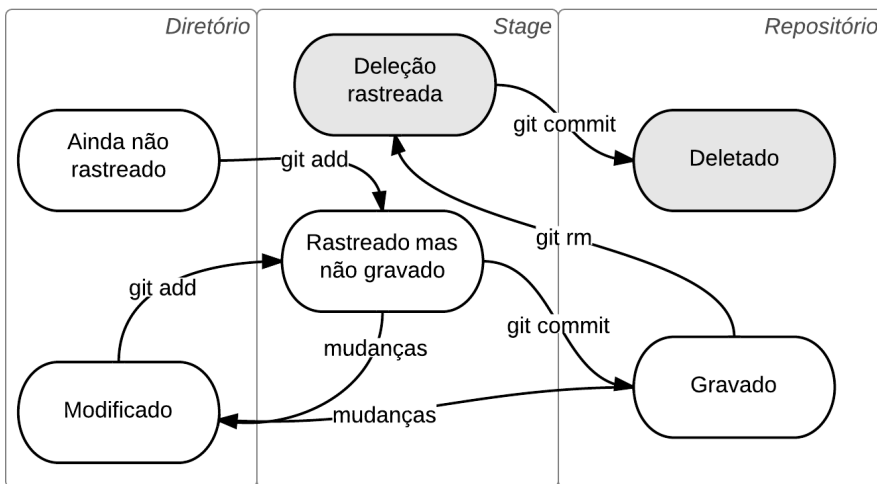 Diretório
Stage
Repositório
Deleção
rastreada
git commit
Ainda não
rastreado
git add
Deletado
Rastreado mas
não gravado
git rm
git add
git commit
mudanças
Modificado
mudanças
Gravado